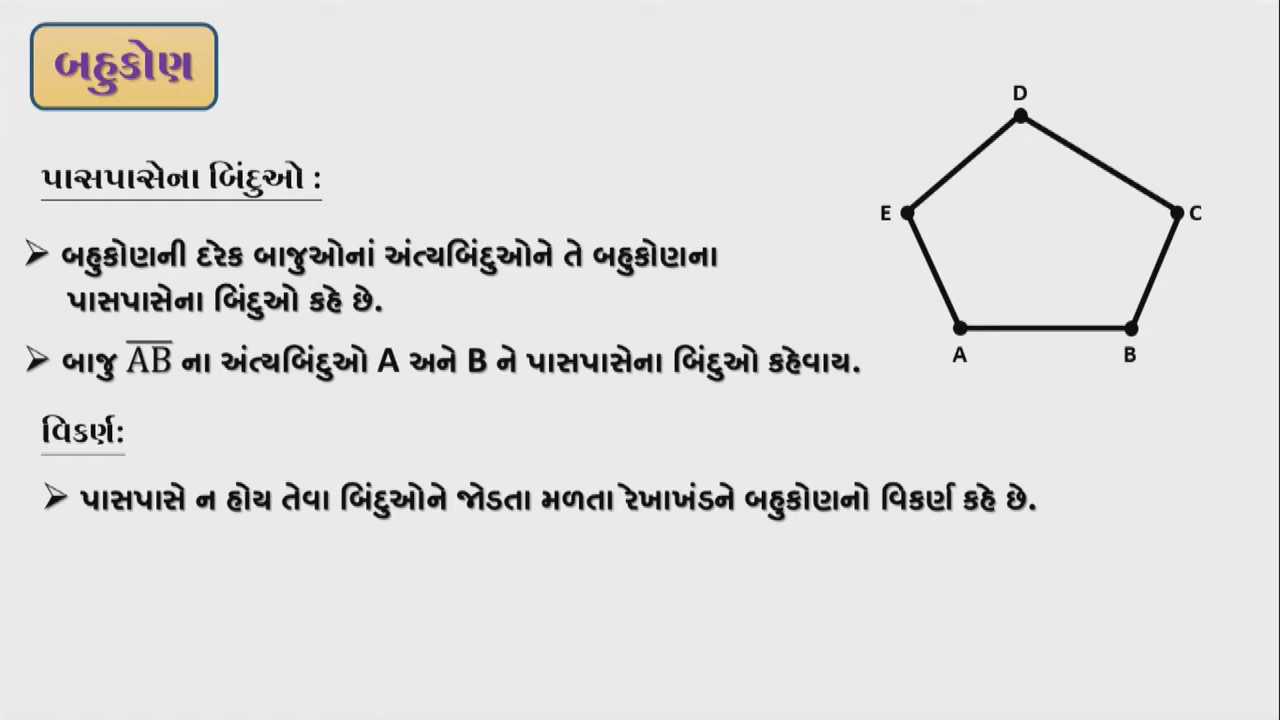 બહુકોણ
પાસપાસેના બિંદુઓ :
➢ બહુકોણની દરેક બાજુઓનાં અંત્યબિંદુઓને તે બહુકોણના
પાસપાસેના બિંદુઓ કહે છે.
➢ બાજુ A̅B̅ ના અંત્યબિંદુઓ A અને B ને પાસપાસેના બિંદુઓ કહેવાય.
વિકર્ણ:
➢ પાસપાસે ન હોય તેવા બિંદુઓને જોડતા મળતા રેખાખંડને બહુકોણનો વિકર્ણ કહે છે.
D
E
C
A
B